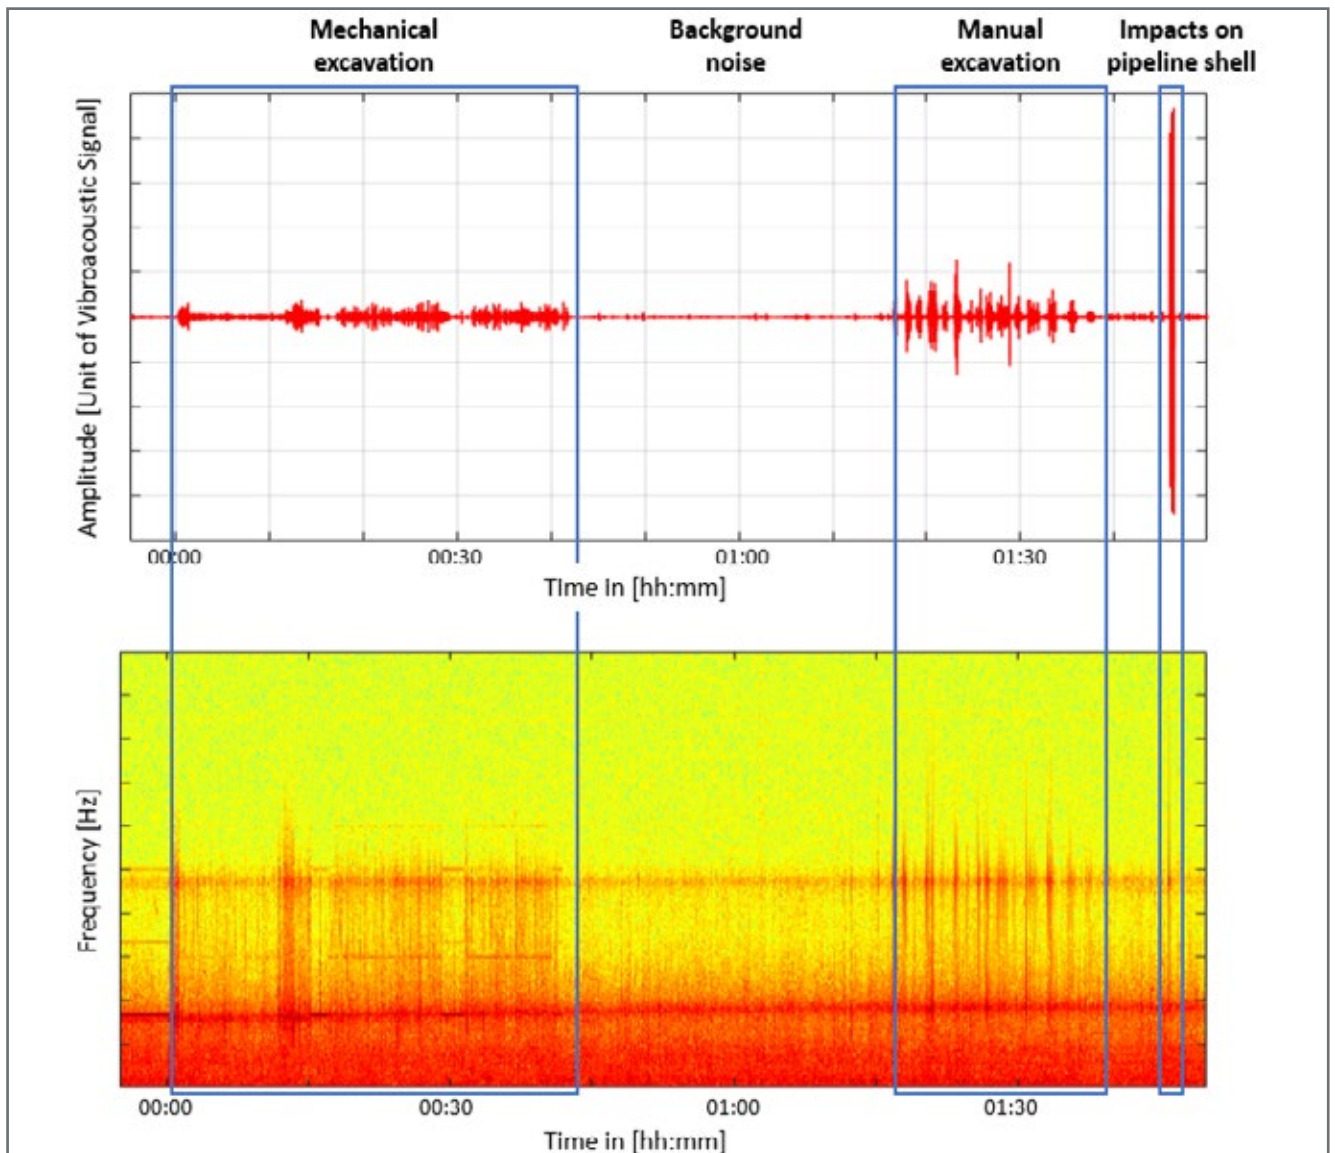 Mechanical
excavation
Background
noise
Manual
excavation
Impacts on
pipeline shell
Amplitude [Unit of Vibroacoustic Signal]
00:00
00:30
01:00
01:30
TIme In [hh:mm]
Frequency [Hz]
00:00
00:30
01:00
01:30
Time in [hh:mm]